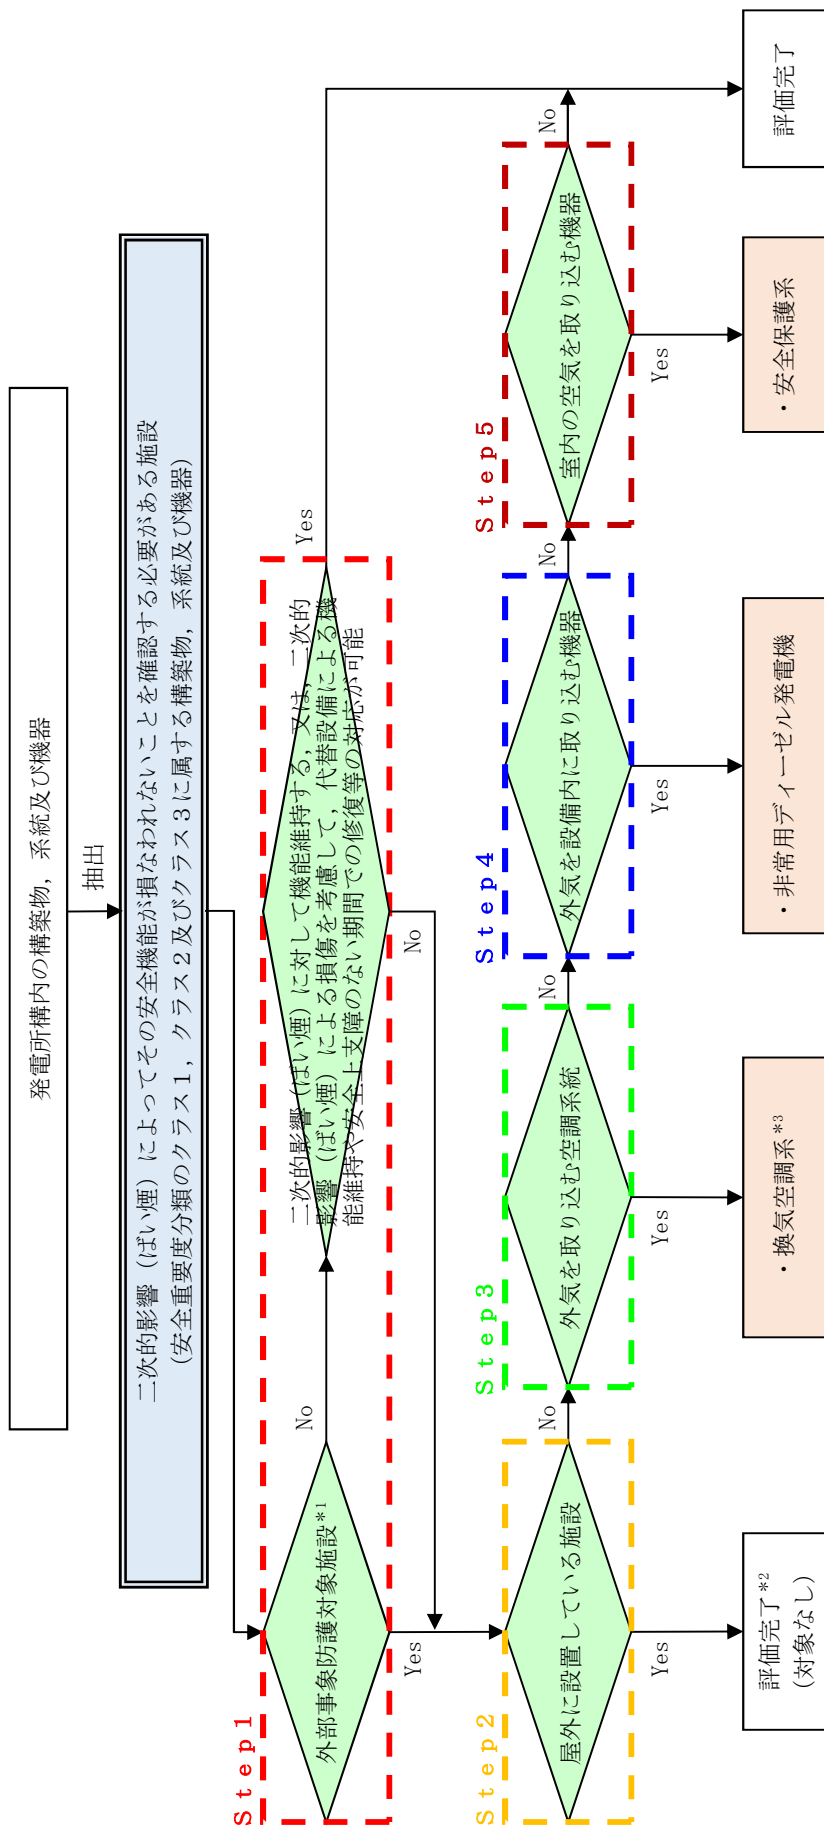 発電所構内の構築物，系統及び機器
抽出
二次的影響（ばい煙）によってその安全機能が損なわれないことを確認する必要がある施設
（安全重要度分類のクラス１，クラス２及びクラス３に属する構築物，系統及び機器）
Step1
外部事象防護対象施設*1
No
Yes
二次的影響（ばい煙）に対して機能維持する，又は，二次的
影響（ばい煙）による損傷を考慮して，代替設備による機
能維持や安全上支障のない期間での修復等の対応が可能
Yes
No
Step2
屋外に設置している施設
No
Yes
Step3
外気を取り込む空調系統
No
Yes
Step4
外気を設備内に取り込む機器
No
Yes
Step5
室内の空気を取り込む機器
No
Yes
評価完了*2
（対象なし）
・換気空調系*3
・非常用ディーゼル発電機
・安全保護系
評価完了